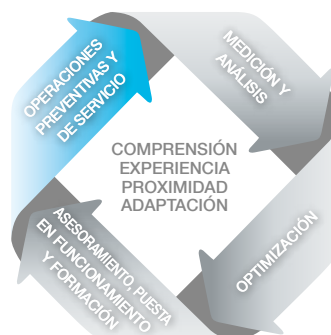 OPERACIONES
PREVENTIVAS Y
DE SERVICIO
MEDICIÓN Y
ANÁLISIS
COMPRENSIÓN
EXPERIENCIA
PROXIMIDAD
ADAPTACIÓN
OPTIMIZACIÓN
ASESORAMIENTO, PUESTA
EN FUNCIONAMIENTO
Y FORMACIÓN